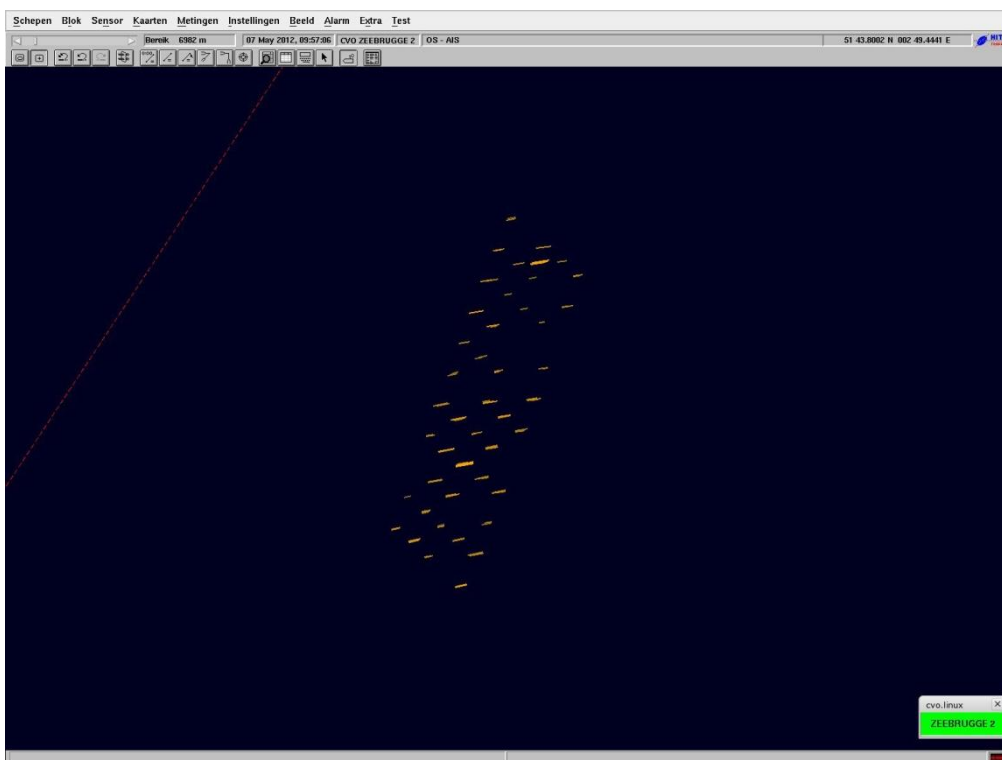 Schepen Blok Sensor Kaarten Metingen Instellingen Beeld Alarm Extra Test
Bereik 6982 m 07 May 2012, 09:57:06 CVO ZEEBRUGGE 2 OS - AIS 51 43.8002 N 002 49.4441 E HIT
cvo.linux
ZEEBRUGGE 2